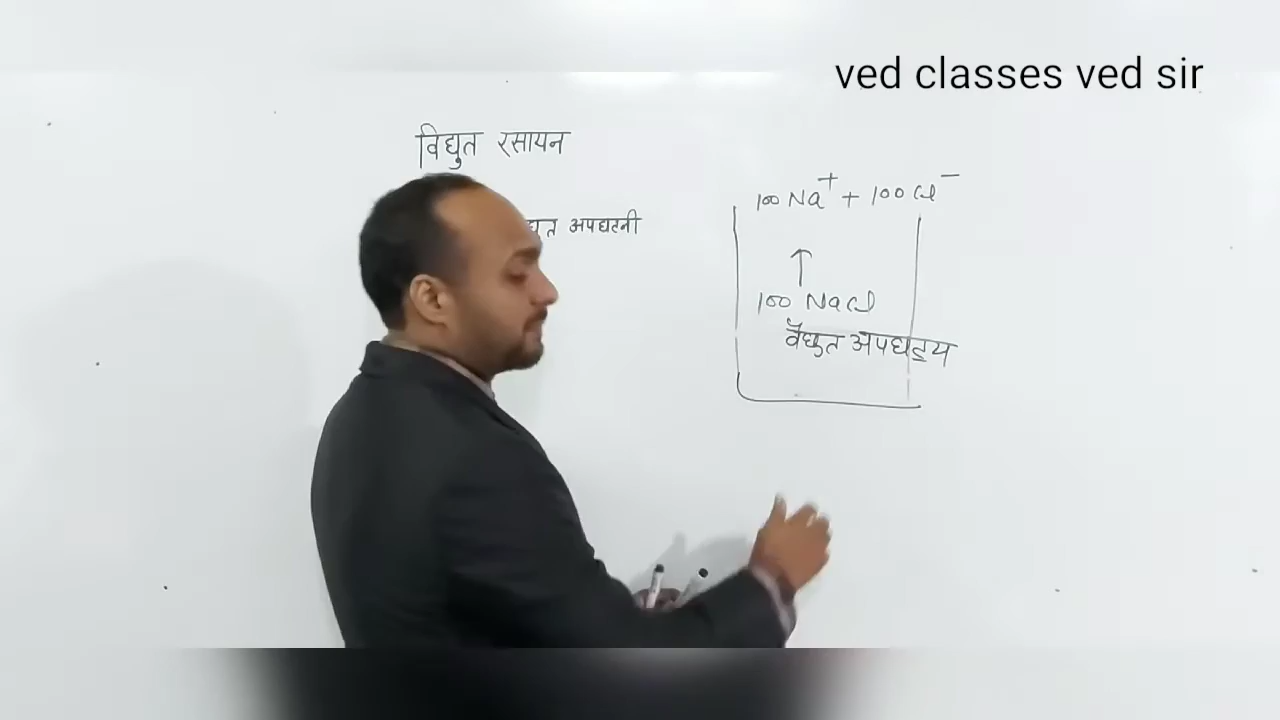 ved classes ved sir
विद्युत रसायन
अपघटनी
100 Na⁺ + 100 Cl⁻
↑
100 NaCl
वैद्युत अपघट्य